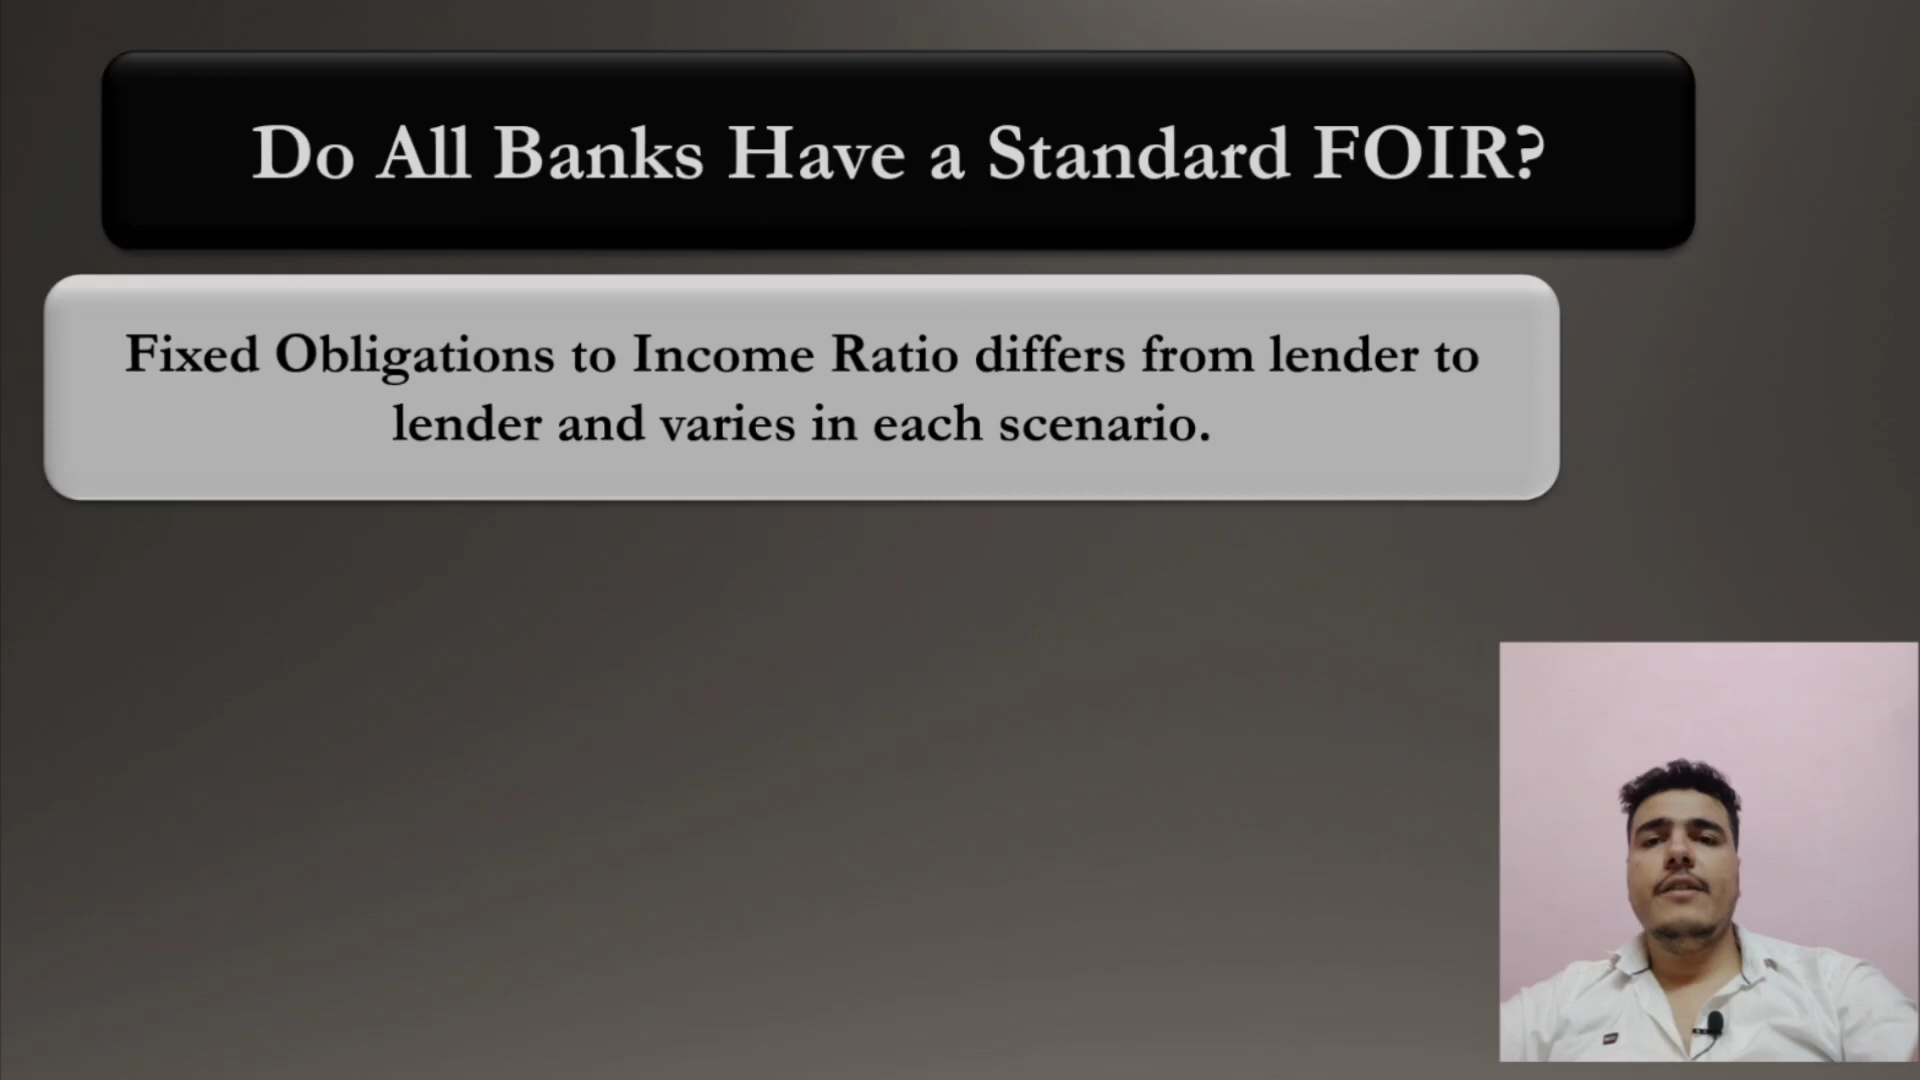 Do All Banks Have a Standard FOIR?
Fixed Obligations to Income Ratio differs from lender to
lender and varies in each scenario.